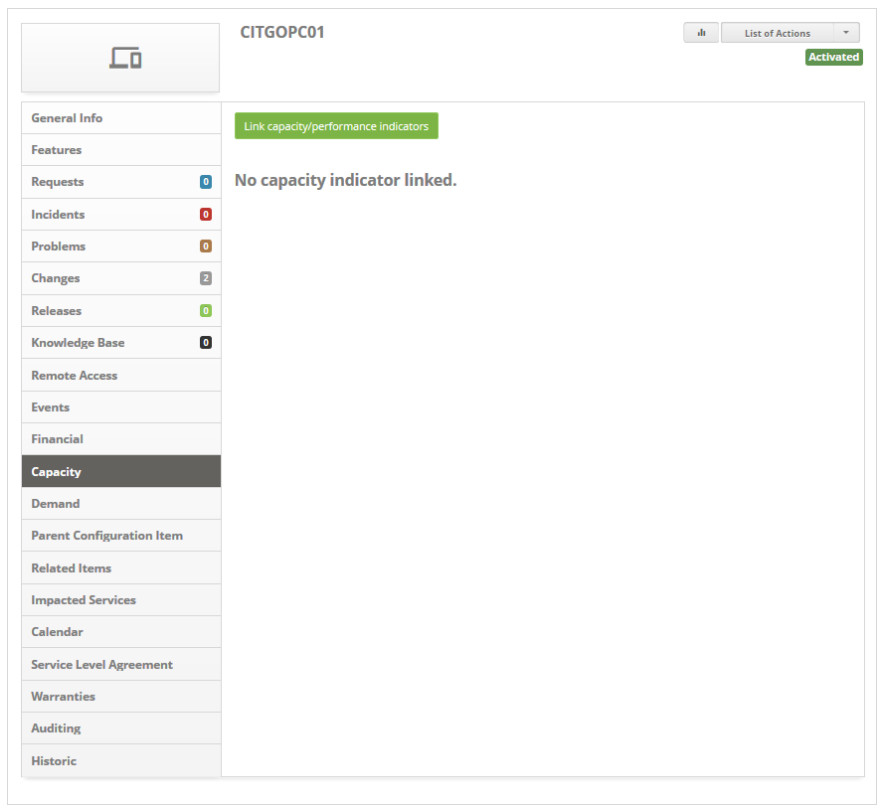 CITGOPC01
List of Actions
Activated
General Info
Features
Requests 0
Incidents 0
Problems 0
Changes 2
Releases 0
Knowledge Base 0
Remote Access
Events
Financial
Capacity
Demand
Parent Configuration Item
Related Items
Impacted Services
Calendar
Service Level Agreement
Warranties
Auditing
Historic
Link capacity/performance indicators
No capacity indicator linked.